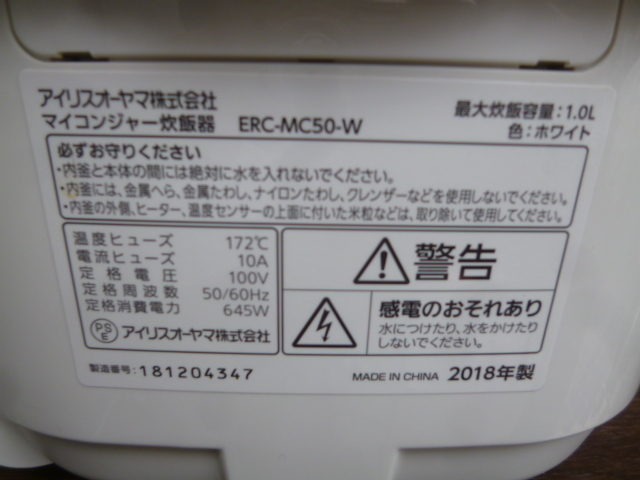 アイリスオーヤマ株式会社
マイコンジャー炊飯器 ERC-MC50-W
最大炊飯容量:1.0L
色:ホワイト
必ずお守りください
・内釜と本体の間には絶対に水を入れないでください。
・内釜には、金属へら、金属たわし、ナイロンたわし、クレンザーなどを使用しないでください。
・内釜の外側、ヒーター、温度センサーの上面に付いた米粒などは、取り除いて使用してください。
温度ヒューズ 172℃
電流ヒューズ 10A
定格電圧 100V
定格周波数 50/60Hz
定格消費電力 645W
PSE アイリスオーヤマ株式会社
警告
感電のおそれあり
水につけたり、水をかけたり
しないでください。
製造番号:181204347
MADE IN CHINA 2018年製